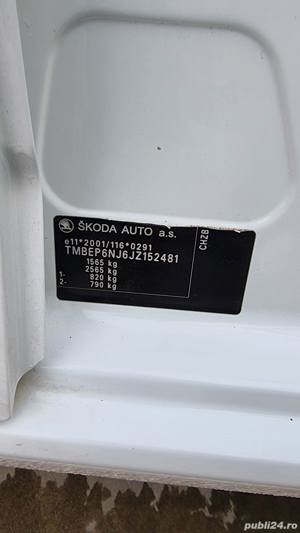 ŠKODA AUTO a.s.
e11*2001/116*0291
TMBEP6NJ6JZ152481
1565 kg
2565 kg
1- 820 kg
2- 790 kg
CHZB
publi24.ro